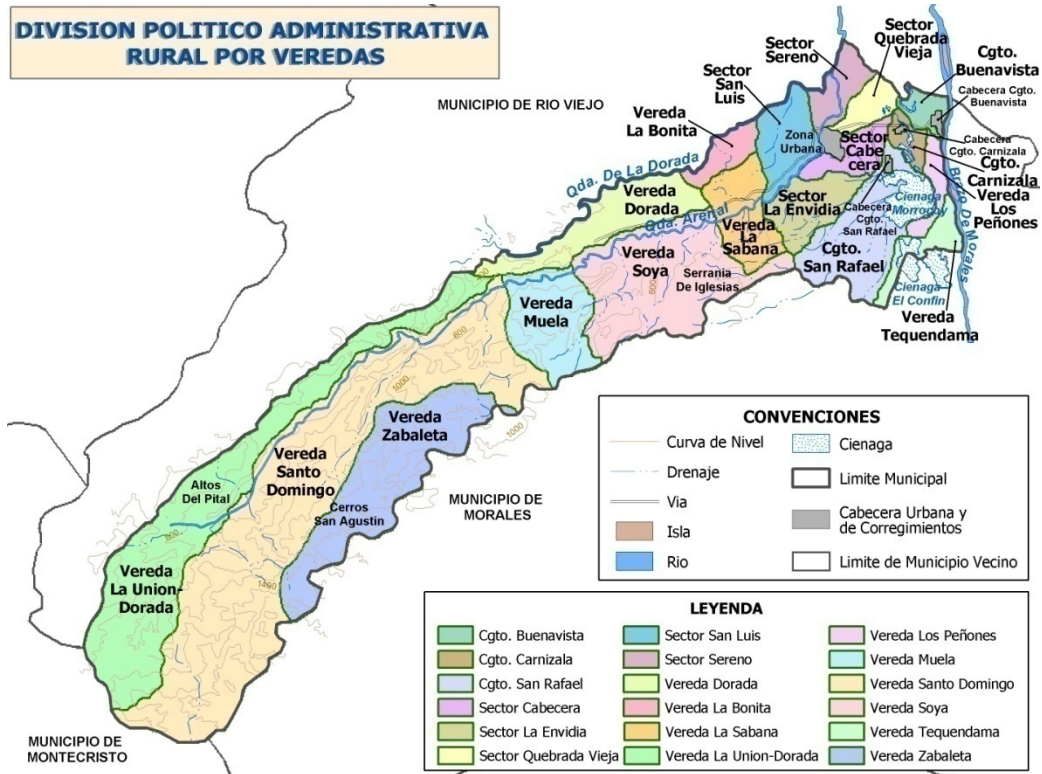 DIVISION POLITICO ADMINISTRATIVA
RURAL POR VEREDAS
MUNICIPIO DE RIO VIEJO
Sector
Quebrada
Vieja
Sector
Sereno
Cgto.
Buenavista
Cabecera Cgto.
Buenavista
Sector
San
Luis
Vereda
La Bonita
Zona
Urbana
Sector
Cabe
cera
Cabecera
Cgto. Carnizala
Cgto.
Carnizala
Vereda
Los
Peñones
Qda. De La Dorada
Vereda
Dorada
Qda. Arenal
Sector
La Envidia
Cienaga
Morrocoy
Cabecera
Cgto.
San Rafael
Brazo De Morales
Vereda
La
Sabana
Cgto.
San Rafael
Vereda
Soya
Serrania
De Iglesias
600
Cienaga
El Confin
Vereda
Tequendama
Vereda
Muela
600
1000
Vereda
Zabaleta
1000
Vereda
Santo
Domingo
Altos
Del Pital
Cerros
San Agustin
MUNICIPIO DE
MORALES
Vereda
La Union-
Dorada
1400
MUNICIPIO DE
MONTECRISTO
CONVENCIONES
Curva de Nivel
Drenaje
Via
Isla
Rio
Cienaga
Limite Municipal
Cabecera Urbana y
de Corregimientos
Limite de Municipio Vecino
LEYENDA
Cgto. Buenavista
Cgto. Carnizala
Cgto. San Rafael
Sector Cabecera
Sector La Envidia
Sector Quebrada Vieja
Sector San Luis
Sector Sereno
Vereda Dorada
Vereda La Bonita
Vereda La Sabana
Vereda La Union-Dorada
Vereda Los Peñones
Vereda Muela
Vereda Santo Domingo
Vereda Soya
Vereda Tequendama
Vereda Zabaleta